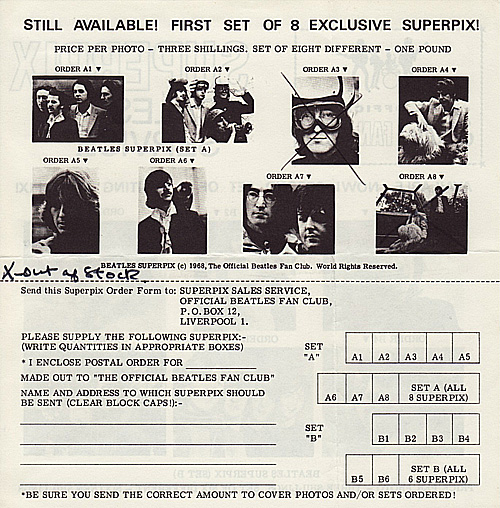 STILL AVAILABLE! FIRST SET OF 8 EXCLUSIVE SUPERPIX!
PRICE PER PHOTO - THREE SHILLINGS. SET OF EIGHT DIFFERENT - ONE POUND
ORDER A1 ▼ ORDER A2 ▼ ORDER A3 ▼ ORDER A4 ▼
BEATLES SUPERPIX (SET A)
ORDER A5 ▼ ORDER A6 ▼ ORDER A7 ▼ ORDER A8 ▼
BEATLES SUPERPIX (c) 1968, The Official Beatles Fan Club. World Rights Reserved.
X-out of stock
Send this Superpix Order Form to: SUPERPIX SALES SERVICE,
OFFICIAL BEATLES FAN CLUB,
P.O. BOX 12,
LIVERPOOL 1.
PLEASE SUPPLY THE FOLLOWING SUPERPIX:-
(WRITE QUANTITIES IN APPROPRIATE BOXES)
SET "A" A1 A2 A3 A4 A5
* I ENCLOSE POSTAL ORDER FOR
MADE OUT TO "THE OFFICIAL BEATLES FAN CLUB"
A6 A7 A8 SET A (ALL 8 SUPERPIX)
NAME AND ADDRESS TO WHICH SUPERPIX SHOULD
BE SENT (CLEAR BLOCK CAPS!):-
SET "B" B1 B2 B3 B4
B5 B6 SET B (ALL 6 SUPERPIX)
*BE SURE YOU SEND THE CORRECT AMOUNT TO COVER PHOTOS AND/OR SETS ORDERED!